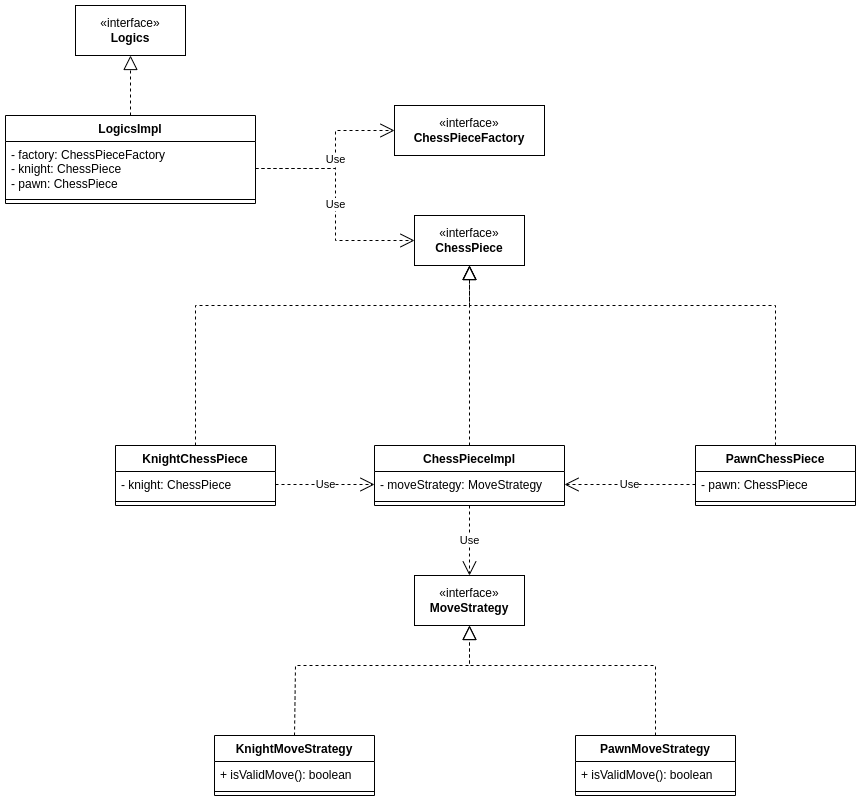 «interface»
Logics
LogicsImpl
- factory: ChessPieceFactory
- knight: ChessPiece
- pawn: ChessPiece
«interface»
ChessPieceFactory
Use
Use
«interface»
ChessPiece
KnightChessPiece
- knight: ChessPiece
Use
ChessPieceImpl
- moveStrategy: MoveStrategy
Use
PawnChessPiece
- pawn: ChessPiece
Use
«interface»
MoveStrategy
KnightMoveStrategy
+ isValidMove(): boolean
PawnMoveStrategy
+ isValidMove(): boolean